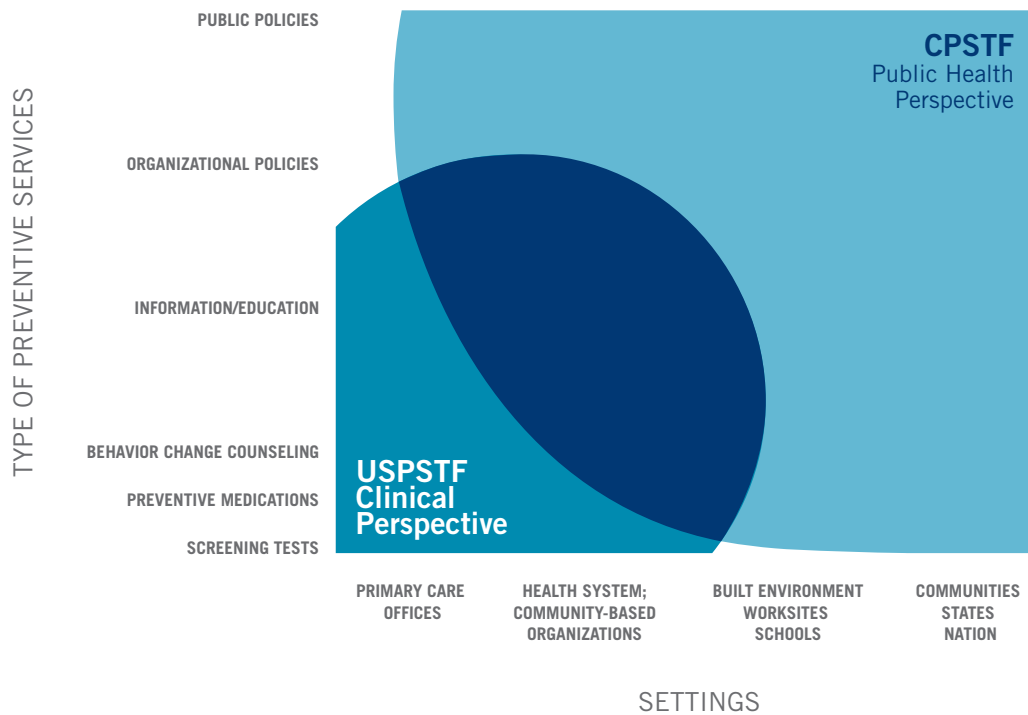 TYPE OF PREVENTIVE SERVICES
PUBLIC POLICIES
ORGANIZATIONAL POLICIES
INFORMATION/EDUCATION
BEHAVIOR CHANGE COUNSELING
PREVENTIVE MEDICATIONS
SCREENING TESTS
CPSTF
Public Health
Perspective
USPSTF
Clinical
Perspective
PRIMARY CARE
OFFICES
HEALTH SYSTEM;
COMMUNITY-BASED
ORGANIZATIONS
BUILT ENVIRONMENT
WORKSITES
SCHOOLS
COMMUNITIES
STATES
NATION
SETTINGS